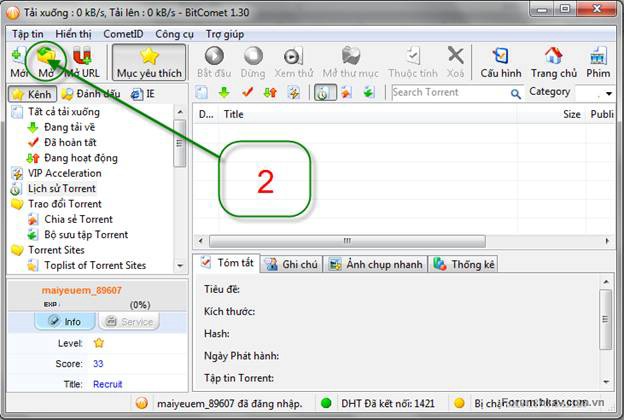 Tải xuống : 0 kB/s, Tải lên : 0 kB/s - BitComet 1.30
Tập tin Hiển thị CometID Công cụ Trợ giúp
Mới Mở Mở URL Mục yêu thích Bắt đầu Dừng Xem thử Mở thư mục Thuộc tính Xoá Cấu hình Trang chủ Phim
Kênh Đánh dấu IE
Search Torrent Category
Tất cả tải xuống
Đang tải về
Đã hoàn tất
Đang hoạt động
VIP Acceleration
Lịch sử Torrent
Trao đổi Torrent
Chia sẻ Torrent
Bộ sưu tập Torrent
Torrent Sites
Toplist of Torrent Sites
D... Title Size Publi
2
maiyeuem_89607
EXP: (0%)
Info Service
Level:
Score: 33
Title: Recruit
Tóm tắt Ghi chú Ảnh chụp nhanh Thống kê
Tiêu đề:
Kích thước:
Hash:
Ngày Phát hành:
Tập tin Torrent:
maiyeuem_89607 đã đăng nhập. DHT Đã kết nối: 1421 Bị chặn
Forum.bkav.com.vn